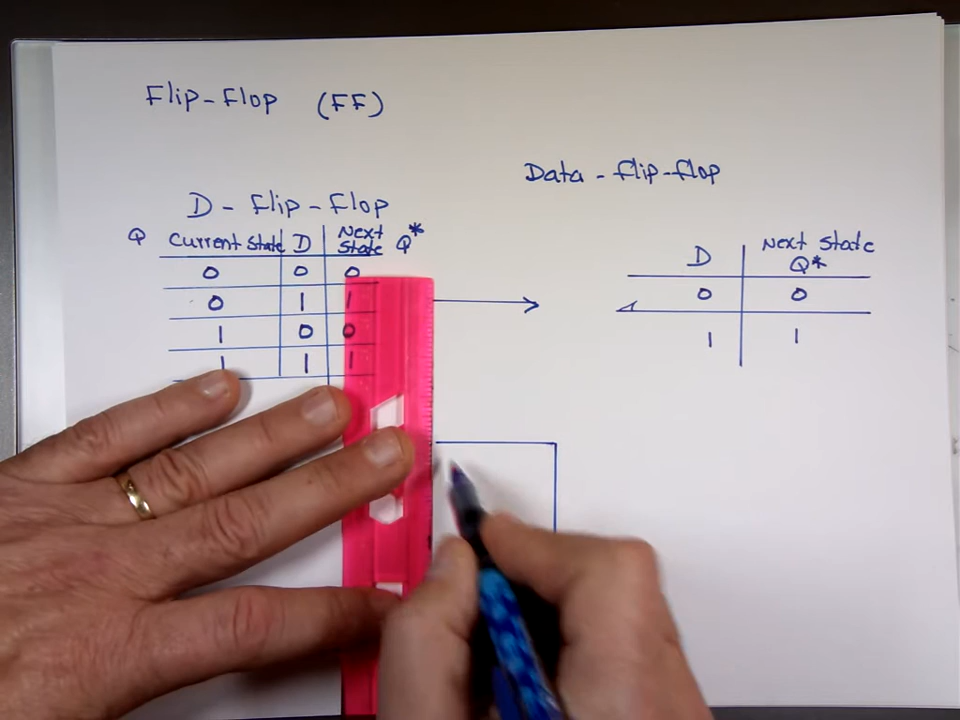 Flip-Flop (FF)
Data-flip-flop
D-Flip-Flop
Q Current State D Next State Q*
0 0 0
0 1 1
1 0 0
1 1 1
D Next State Q*
0 0
1 1